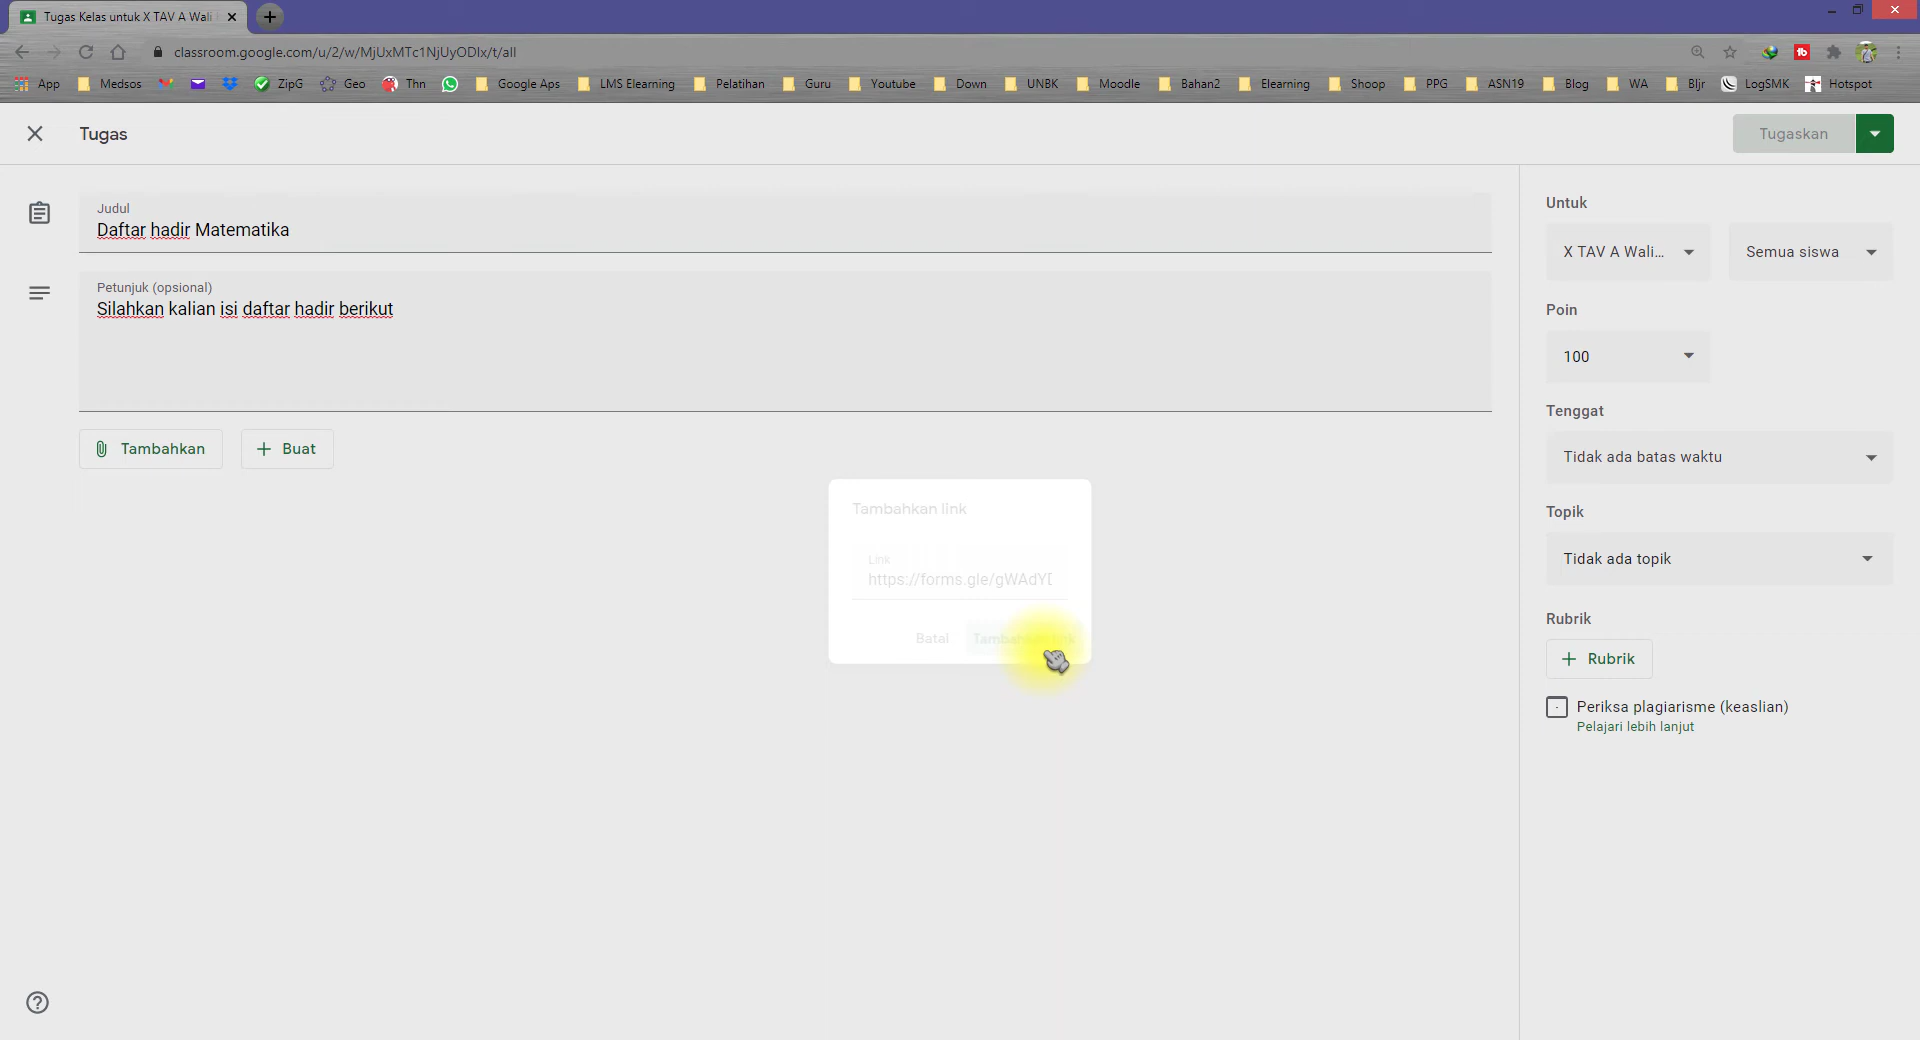 Tugas Kelas untuk X TAV A Wali
classroom.google.com/u/2/w/MjUxMTc1NjUyODIx/t/all
App Medsos ZipG Geo Thn Google Aps LMS Elearning Pelatihan Guru Youtube Down UNBK Moodle Bahan2 Elearning Shoop PPG ASN19 Blog WA Bljr LogSMK Hotspot
Tugas
Tugaskan
Judul
Daftar hadir Matematika
Petunjuk (opsional)
Silahkan kalian isi daftar hadir berikut
Tambahkan
Buat
Tambahkan link
Link
https://forms.gle/gWAdY
Batal
Untuk
X TAV A Wali...
Semua siswa
Poin
100
Tenggat
Tidak ada batas waktu
Topik
Tidak ada topik
Rubrik
Rubrik
Periksa plagiarisme (keaslian)
Pelajari lebih lanjut